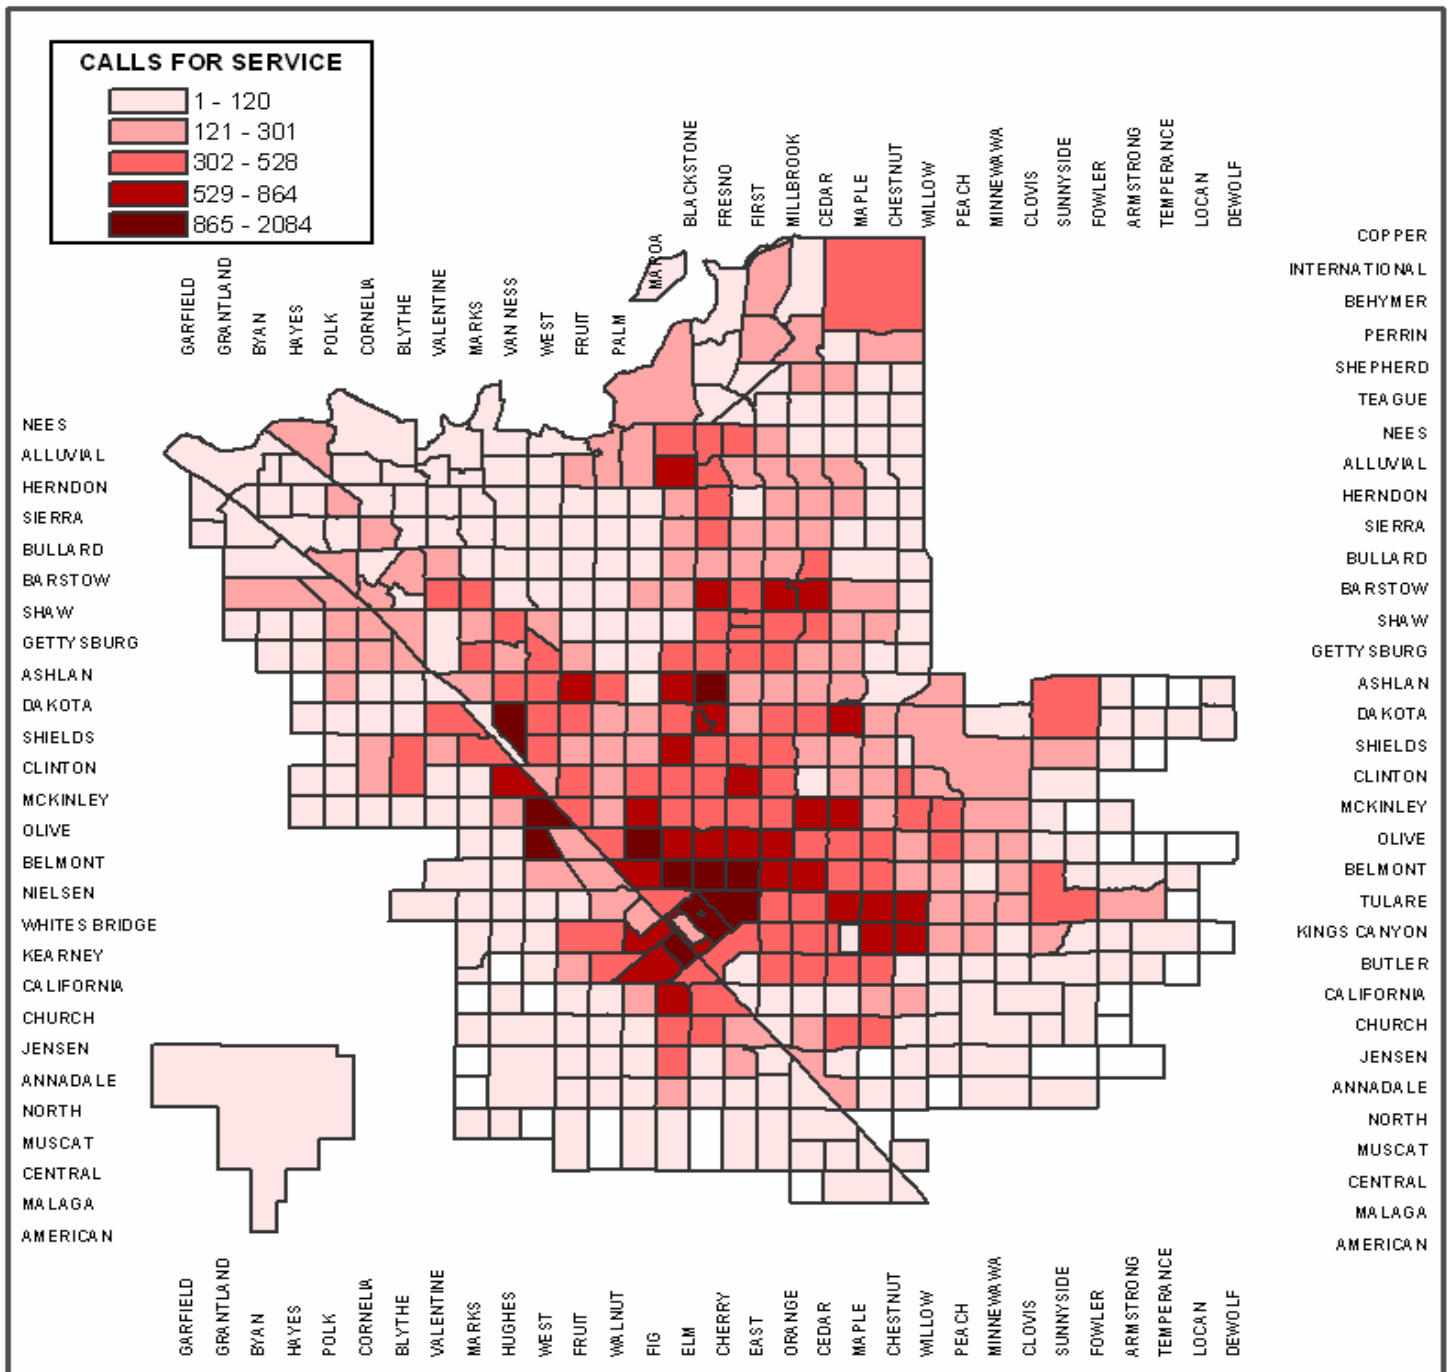 CALLS FOR SERVICE
1 - 120
121 - 301
302 - 528
529 - 864
865 - 2084
BLACKSTONE
FRESNO
FIRST
MILLBROOK
CEDAR
MAPLE
CHESTNUT
WILLOW
PEACH
MINNEWAWA
CLOVIS
SUNNYSIDE
FOWLER
ARMSTRONG
TEMPERANCE
LOCAN
DEWOLF
GARFIELD
GRANTLAND
BYAN
HAYES
POLK
CORNELIA
BLYTHE
VALENTINE
MARKS
VAN NESS
WEST
FRUIT
PALM
MAROA
NEES
ALLUVIAL
HERNDON
SIERRA
BULLARD
BARSTOW
SHAW
GETTYSBURG
ASHLAN
DAKOTA
SHIELDS
CLINTON
MCKINLEY
OLIVE
BELMONT
NIELSEN
WHITES BRIDGE
KEARNEY
CALIFORNIA
CHURCH
JENSEN
ANNADALE
NORTH
MUSCAT
CENTRAL
MALAGA
AMERICAN
COPPER
INTERNATIONAL
BEHYMER
PERRIN
SHEPHERD
TEAGUE
NEES
ALLUVIAL
HERNDON
SIERRA
BULLARD
BARSTOW
SHAW
GETTYSBURG
ASHLAN
DAKOTA
SHIELDS
CLINTON
MCKINLEY
OLIVE
BELMONT
TULARE
KINGS CANYON
BUTLER
CALIFORNIA
CHURCH
JENSEN
ANNADALE
NORTH
MUSCAT
CENTRAL
MALAGA
AMERICAN
GARFIELD
GRANTLAND
BYAN
HAYES
POLK
CORNELIA
BLYTHE
VALENTINE
MARKS
HUGHES
WEST
FRUIT
WALNUT
FIG
ELM
CHERRY
EAST
ORANGE
CEDAR
MAPLE
CHESTNUT
WILLOW
PEACH
MINNEWAWA
CLOVIS
SUNNYSIDE
FOWLER
ARMSTRONG
TEMPERANCE
LOCAN
DEWOLF